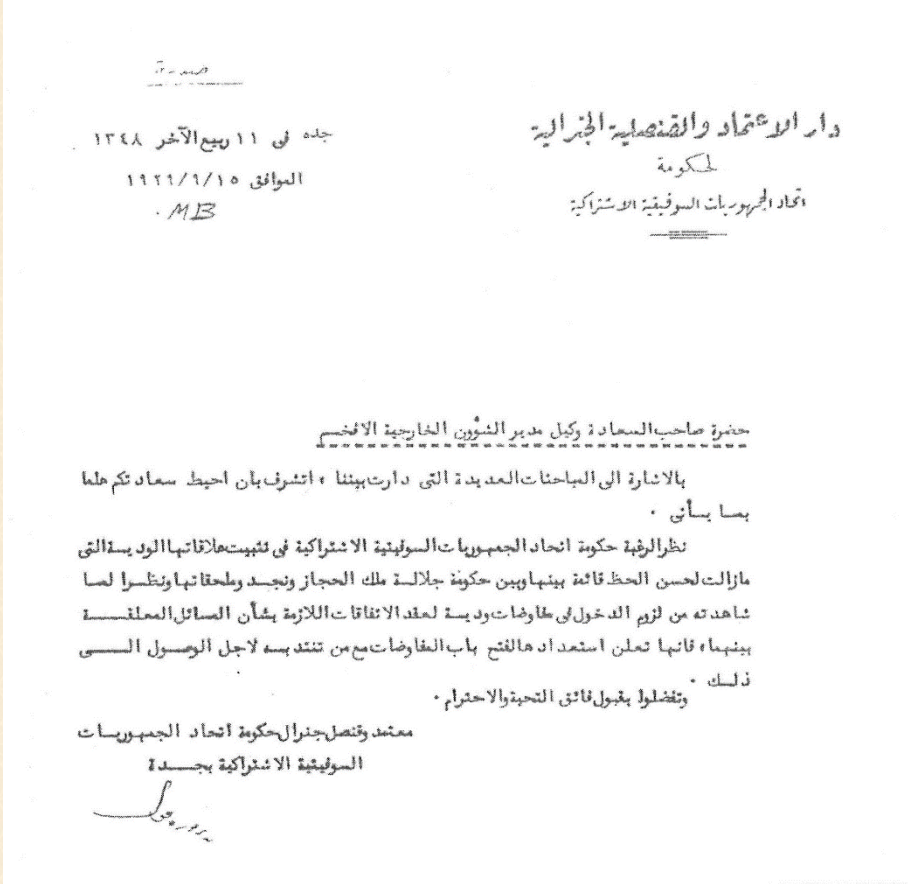 دار الاعتماد والقنصلية الجنرالية
لحكومة
اتحاد الجمهوريات السوفيتية الاشتراكية
جده في ١١ ربيع الآخر ١٣٤٨
الموافق ١٩٢٩/٩/١٥
MB.
حضرة صاحب السعادة وكيل مدير الشؤون الخارجية الافخم
بالاشارة الى المباحثات العديدة التى دارت بيننا ، اتشرف بأن احيط سعادتكم علما
بما يأتى .
نظرا لرغبة حكومة اتحاد الجمهوريات السوفيتية الاشتراكية فى تثبيت علاقاتها الودية التى
مازالت لحسن الحظ قائمة بينها وبين حكومة جلالة ملك الحجاز ونجد وملحقاتها ونظرا لما
شاهدته من لزوم الدخول فى مفاوضات ودية لعقد الاتفاقات اللازمة بشأن المسائل المعلقة
بينهما، فانها تعلن استعدادها لفتح باب المفاوضات مع من تنتدبه لاجل الوصول الى
ذلك .
وتفضلوا بقبول فائق التحية والاحترام .
معتمد وقنصل جنرال حكومة اتحاد الجمهوريات
السوفيتية الاشتراكية بجدة